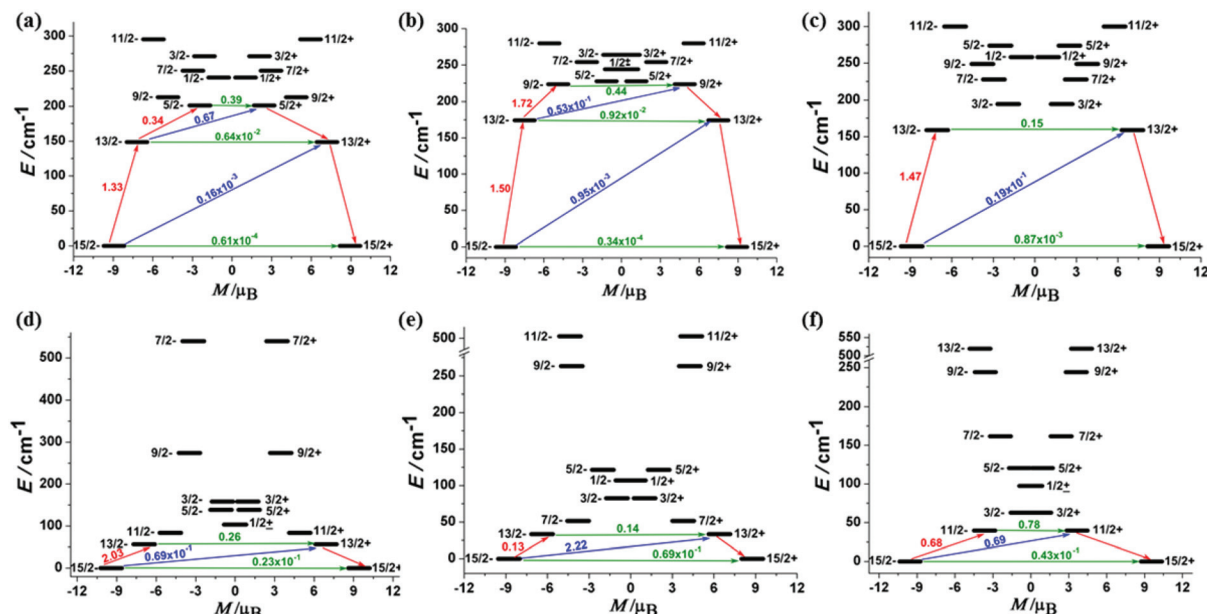 (a)
E/cm-1
300
250
200
150
100
50
0
11/2- 11/2+
3/2- 3/2+
7/2- 7/2+
1/2- 1/2+
9/2- 9/2+
5/2- 0.39 5/2+
0.34 0.67
13/2- 0.64x10-2 13/2+
1.33 0.16x10-3
15/2- 0.61x10-4 15/2+
-12 -9 -6 -3 0 3 6 9 12
M/μB
(b)
E/cm-1
300
250
200
150
100
50
0
11/2- 11/2+
3/2- 3/2+
7/2- 7/2+
1/2±
5/2- 5/2+
9/2- 0.44 9/2+
1.72 0.53x10-1
13/2- 0.92x10-2 13/2+
1.50 0.95x10-3
15/2- 0.34x10-4 15/2+
-12 -9 -6 -3 0 3 6 9 12
M/μB
(c)
E/cm-1
300
250
200
150
100
50
0
11/2- 11/2+
5/2- 5/2+
1/2- 1/2+
9/2- 9/2+
7/2- 7/2+
3/2- 3/2+
13/2- 0.15 13/2+
1.47 0.19x10-1
15/2- 0.87x10-3 15/2+
-12 -9 -6 -3 0 3 6 9 12
M/μB
(d)
E/cm-1
500
400
300
200
100
0
7/2- 7/2+
9/2- 9/2+
3/2- 3/2+
5/2- 5/2+
1/2±
11/2- 11/2+
13/2- 0.26 13/2+
2.03 0.69x10-1
15/2- 0.23x10-1 15/2+
-12 -9 -6 -3 0 3 6 9 12
M/μB
(e)
E/cm-1
500
250
200
150
100
50
0
11/2- 11/2+
9/2- 9/2+
5/2- 5/2+
1/2- 1/2+
3/2- 3/2+
7/2- 7/2+
13/2- 0.14 13/2+
0.13 2.22
15/2- 0.69x10-1 15/2+
-12 -9 -6 -3 0 3 6 9 12
M/μB
(f)
E/cm-1
550
500
250
200
150
100
50
0
13/2- 13/2+
9/2- 9/2+
7/2- 7/2+
5/2- 5/2+
1/2±
3/2- 3/2+
11/2- 0.78 11/2+
0.68 0.69
15/2- 0.43x10-1 15/2+
-12 -9 -6 -3 0 3 6 9 12
M/μB